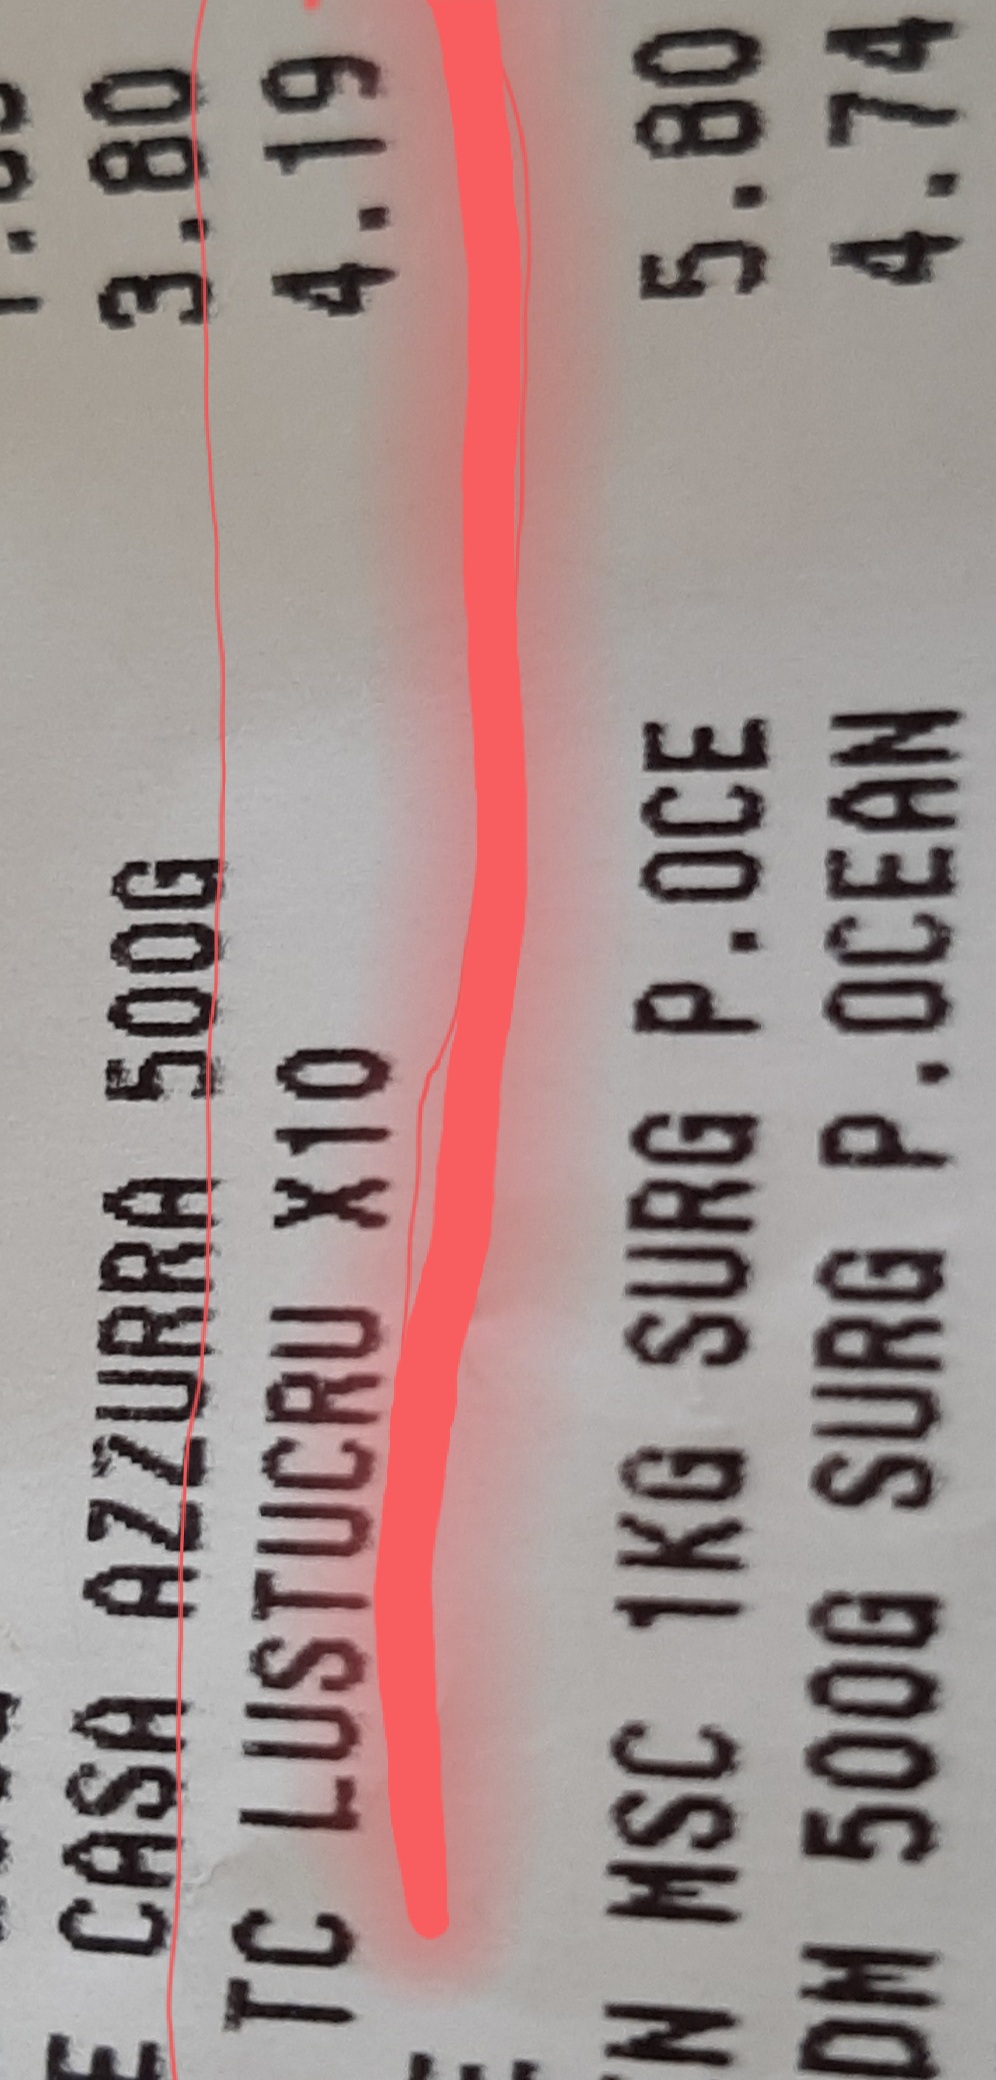 E CASA AZZURRA 500G 3.80
TC LUSTUCRU X10 4.19
N MSC 1KG SURG P.OCE 5.80
DM 500G SURG P.OCEAN 4.74